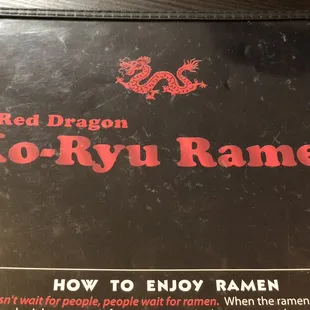 Red Dragon
Ko-Ryu Rame
HOW TO ENJOY RAMEN
sn't wait for people, people wait for ramen. When the ramen,